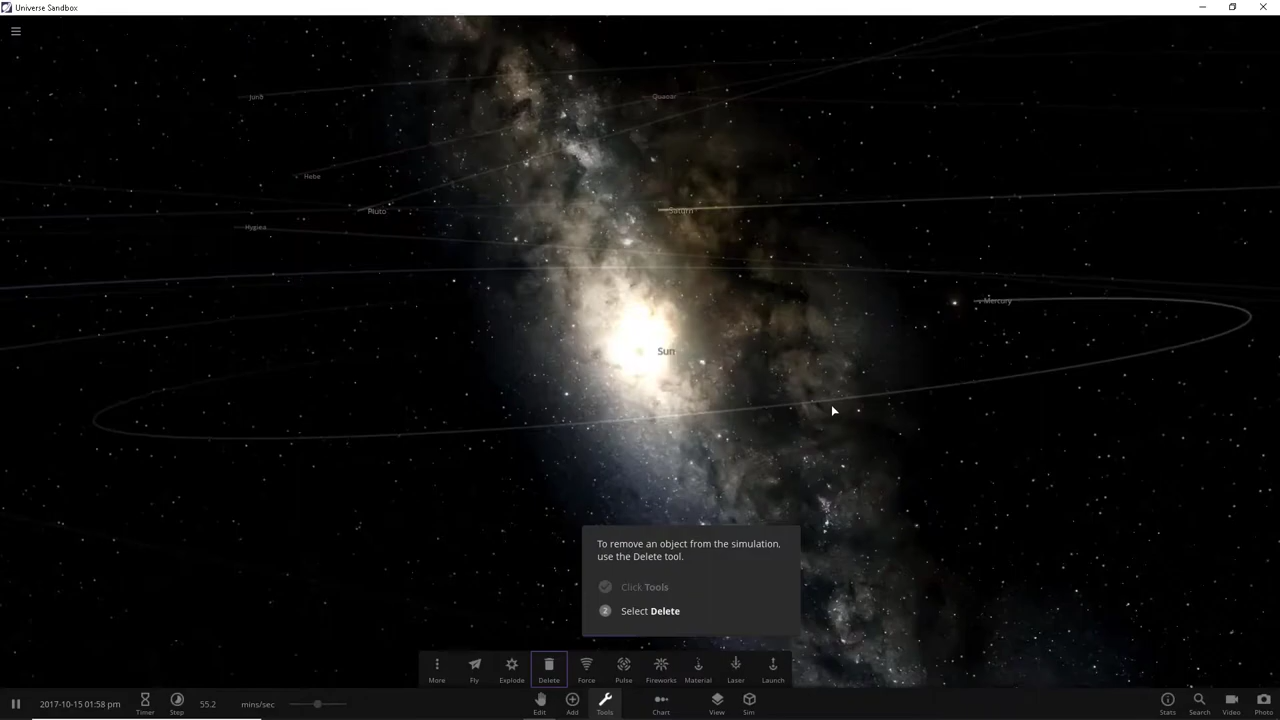 Universe Sandbox
Juno
Quasar
Hebe
Pluto
Saturn
Hygiea
Mercury
Sun
To remove an object from the simulation,
use the Delete tool.
Click Tools
2 Select Delete
More Fly Explode Delete Force Pulse Fireworks Material Laser Launch
2017-10-15 01:58 pm Timer Step 55.2 mins/sec Edit Add Tools Chart View Sim Stats Search Video Photo